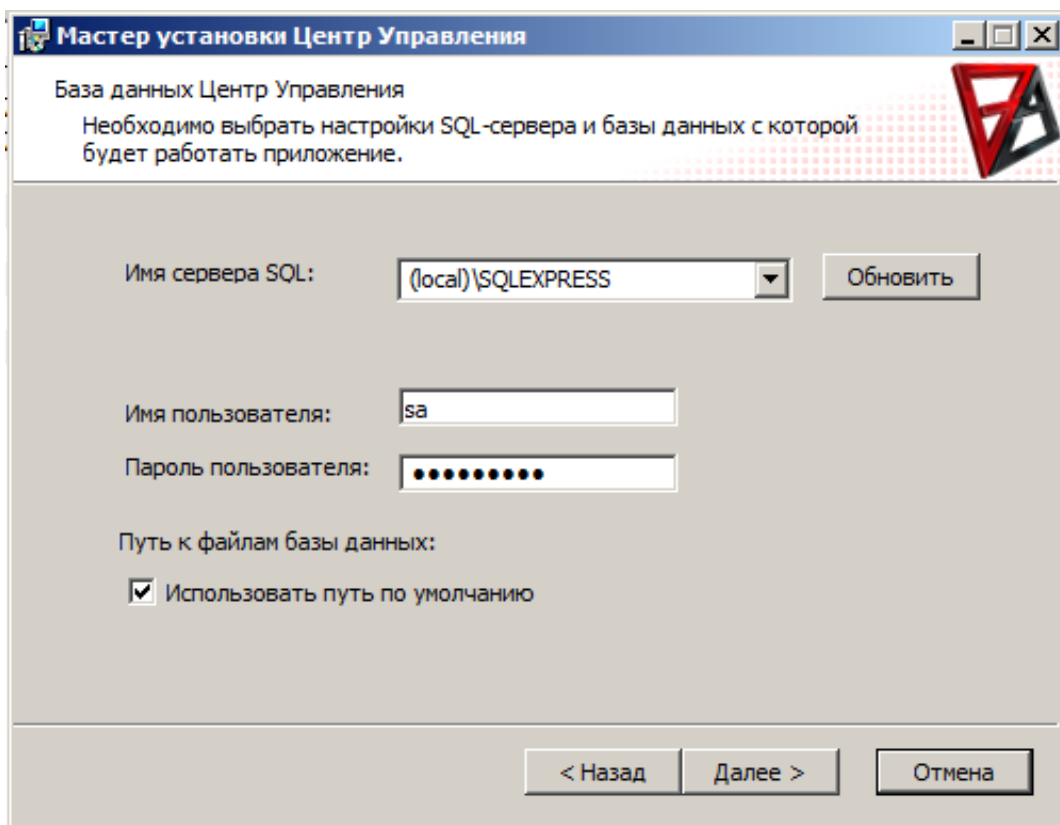 Мастер установки Центр Управления
База данных Центр Управления
Необходимо выбрать настройки SQL-сервера и базы данных с которой
будет работать приложение.
Имя сервера SQL:
(local)\SQLEXPRESS
Обновить
Имя пользователя:
sa
Пароль пользователя:
●●●●●●●●●
Путь к файлам базы данных:
Использовать путь по умолчанию
< Назад
Далее >
Отмена